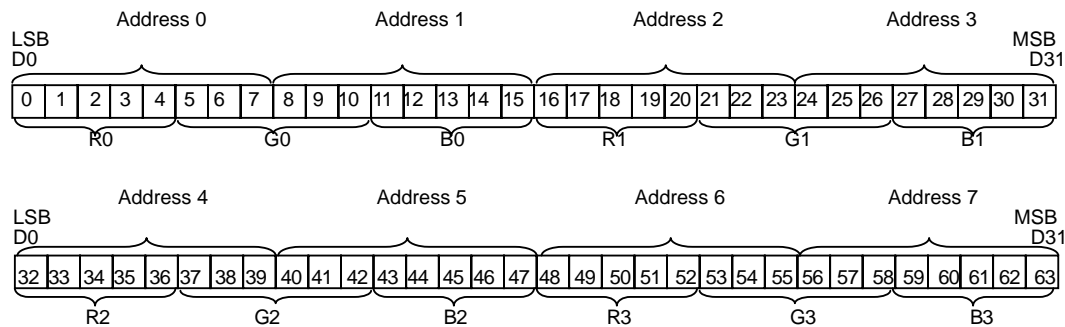 Address 0 Address 1 Address 2 Address 3
LSB MSB
D0 D31
0 1 2 3 4 5 6 7 8 9 10 11 12 13 14 15 16 17 18 19 20 21 22 23 24 25 26 27 28 29 30 31
R0 G0 B0 R1 G1 B1
Address 4 Address 5 Address 6 Address 7
LSB MSB
D0 D31
32 33 34 35 36 37 38 39 40 41 42 43 44 45 46 47 48 49 50 51 52 53 54 55 56 57 58 59 60 61 62 63
R2 G2 B2 R3 G3 B3